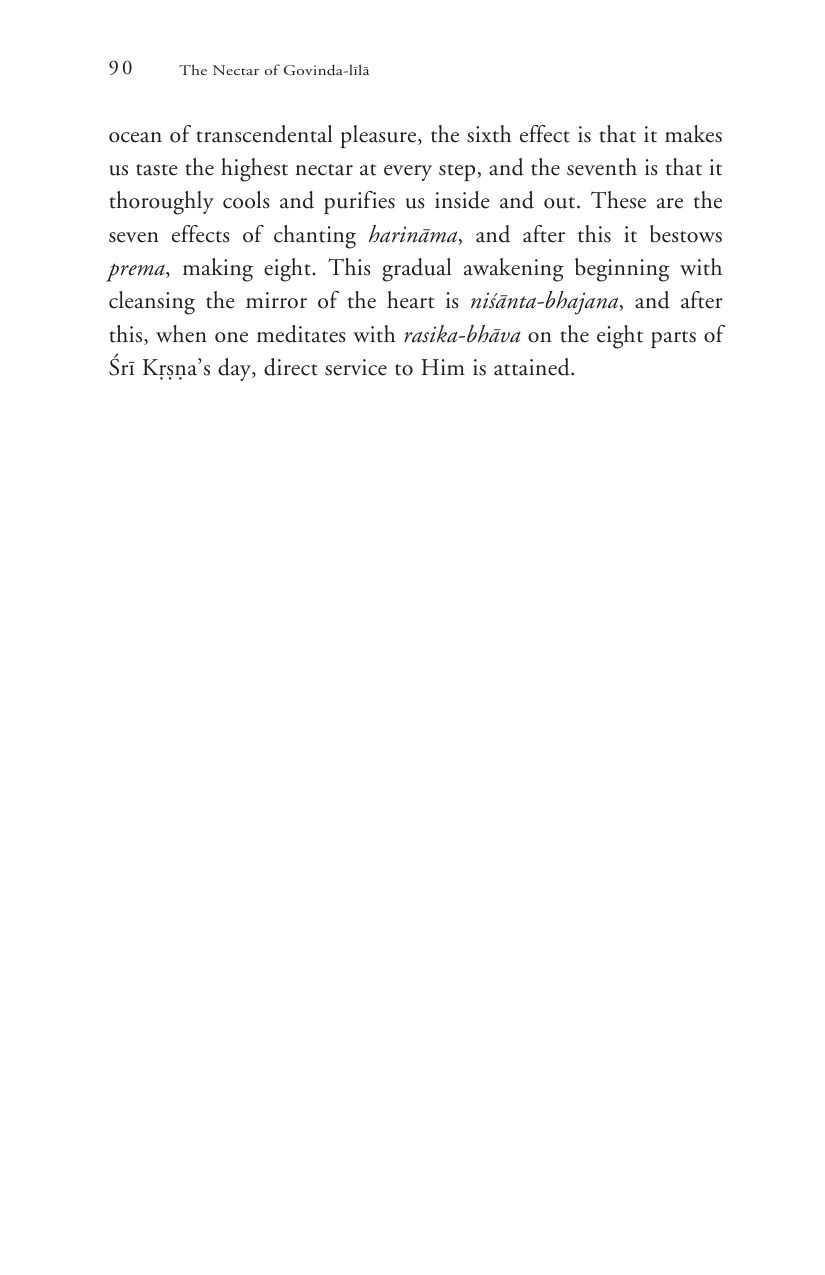 90 The Nectar of Govinda-līlā
ocean of transcendental pleasure, the sixth effect is that it makes
us taste the highest nectar at every step, and the seventh is that it
thoroughly cools and purifies us inside and out. These are the
seven effects of chanting harināma, and after this it bestows
prema, making eight. This gradual awakening beginning with
cleansing the mirror of the heart is niśānta-bhajana, and after
this, when one meditates with rasika-bhāva on the eight parts of
Śrī Kṛṣṇa’s day, direct service to Him is attained.